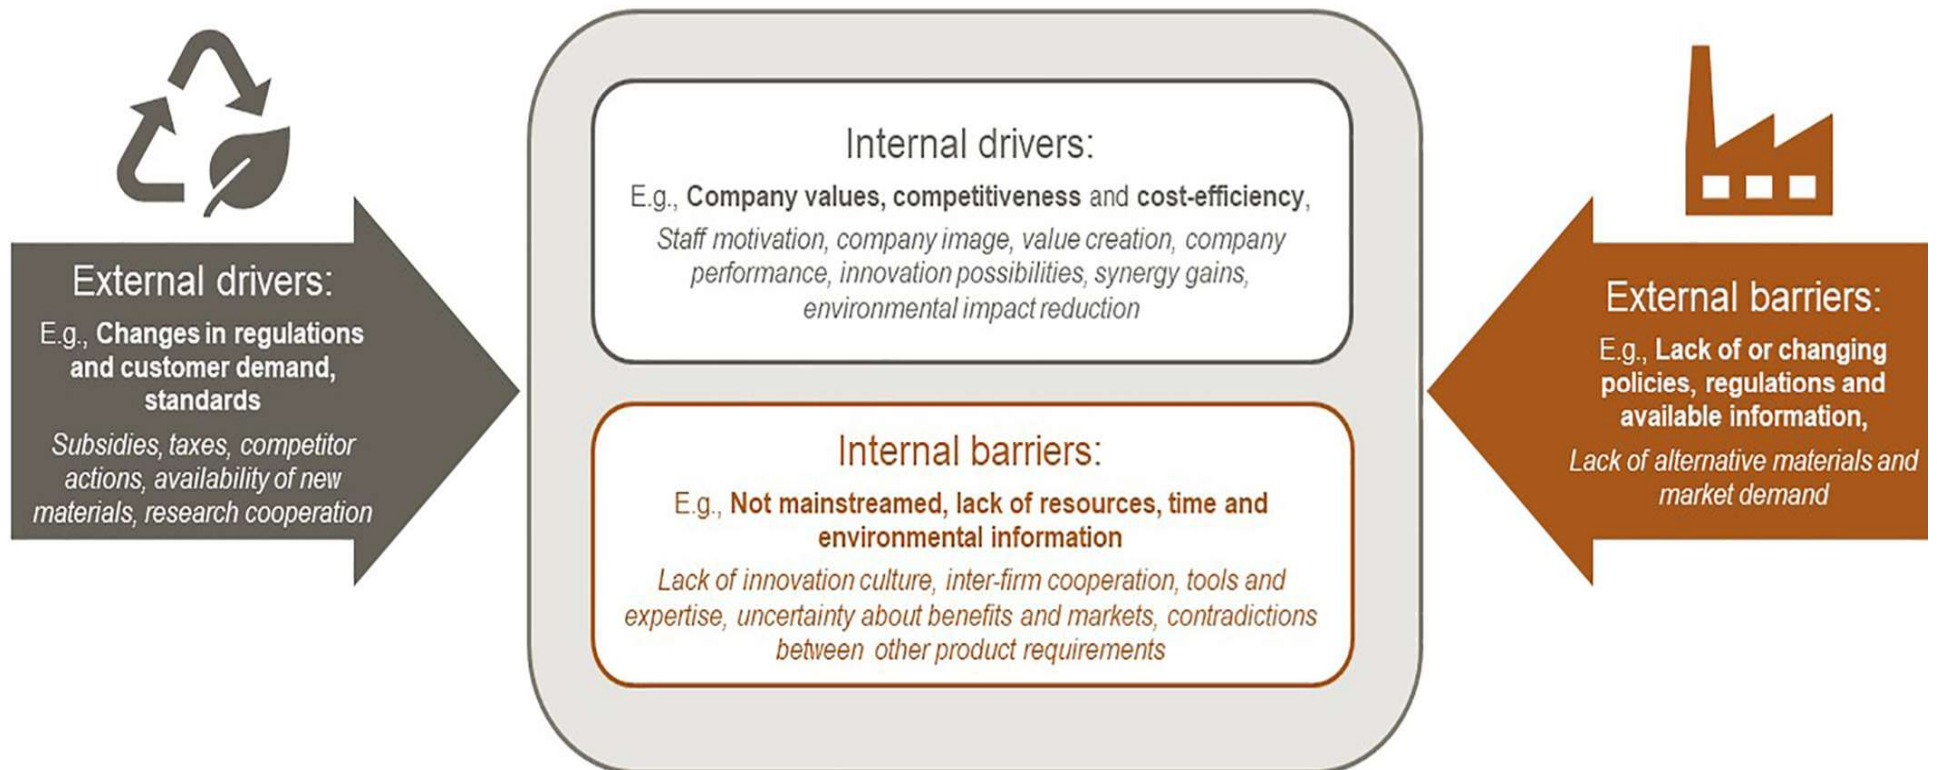 External drivers:
E.g., Changes in regulations
and customer demand,
standards
Subsidies, taxes, competitor
actions, availability of new
materials, research cooperation
Internal drivers:
E.g., Company values, competitiveness and cost-efficiency,
Staff motivation, company image, value creation, company
performance, innovation possibilities, synergy gains,
environmental impact reduction
Internal barriers:
E.g., Not mainstreamed, lack of resources, time and
environmental information
Lack of innovation culture, inter-firm cooperation, tools and
expertise, uncertainty about benefits and markets, contradictions
between other product requirements
External barriers:
E.g., Lack of or changing
policies, regulations and
available information,
Lack of alternative materials and
market demand